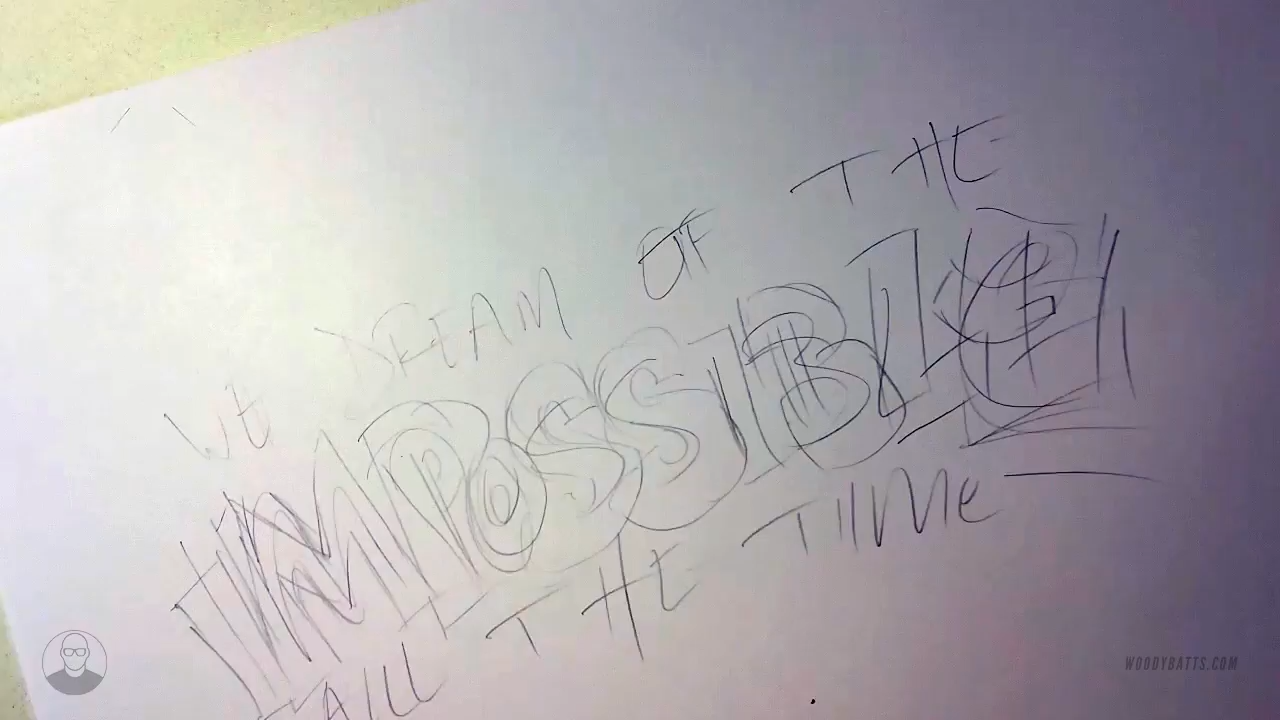 WE DREAM OF THE
IMPOSSIBLE
ALL THE TIME
WOODYBATTS.COM